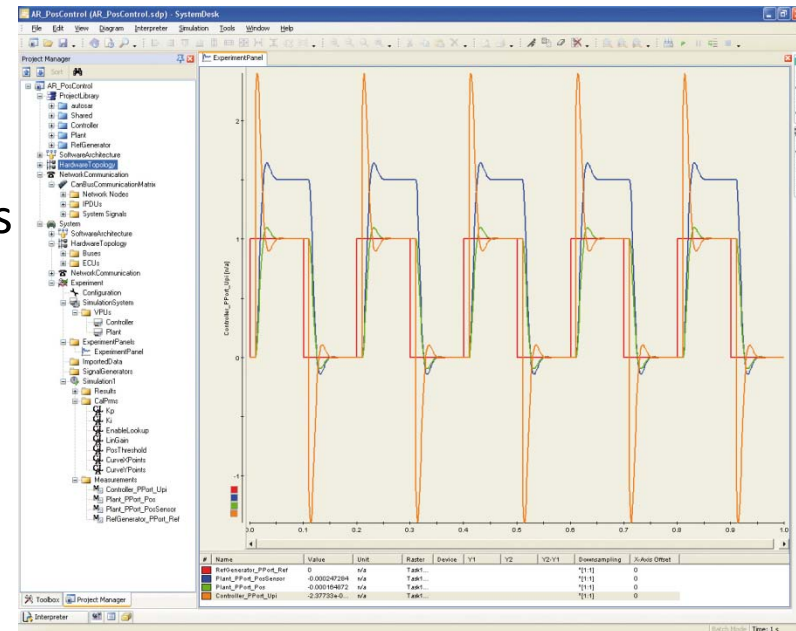 AR_PosControl (AR_PosControl.sdp) - SystemDesk
File Edit View Diagram Interpreter Simulation Tools Window Help
Project Manager
ExperimentPanel
Sort
AR_PosControl
ProjectLibrary
autosar
Shared
Controller
Plant
RefGenerator
SoftwareArchitecture
HardwareTopology
NetworkCommunication
CanBusCommunicationMatrix
Network Nodes
IPDUs
System Signals
s
System
SoftwareArchitecture
HardwareTopology
Buses
ECUs
NetworkCommunication
Experiment
Configuration
SimulationSystem
VPUs
Controller
Plant
ExperimentPanels
ExperimentPanel
ImportedData
SignalGenerators
Simulation1
Results
CalPrms
Kp
Ki
EnableLookup
LinGain
PosThreshold
CurveXPoints
CurveYPoints
Measurements
Controller_PPort_Upi
Plant_PPort_Pos
Plant_PPort_PosSensor
RefGenerator_PPort_Ref
Controller_PPort_Upi [n/a]
2
1
0
-1
0.0 0.1 0.2 0.3 0.4 0.5 0.6 0.7 0.8 0.9 1.0
# Name Value Unit Raster Device Y1 Y2 Y2-Y1 Downsampling X-Axis Offset
RefGenerator_PPort_Ref 0 n/a Task1... *[1:1] 0
Plant_PPort_PosSensor -0.000247284 n/a Task1... *[1:1] 0
Plant_PPort_Pos -0.000164872 n/a Task1... *[1:1] 0
Controller_PPort_Upi -2.37733e-0... n/a Task1... *[1:1] 0
Toolbox Project Manager
Interpreter
Batch Mode Time: 1 s